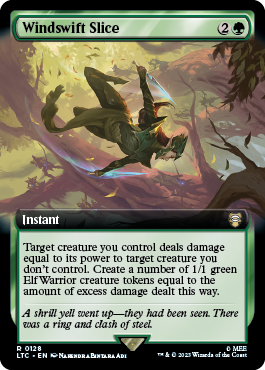 Windswift Slice 2
Instant
Target creature you control deals damage
equal to its power to target creature you
don't control. Create a number of 1/1 green
Elf Warrior creature tokens equal to the
amount of excess damage dealt this way.
A shrill yell went up—they had been seen. There
was a ring and clash of steel.
R 0128
LTC • EN Narendra Bintara Adi
© MEE
™ & © 2023 Wizards of the Coast